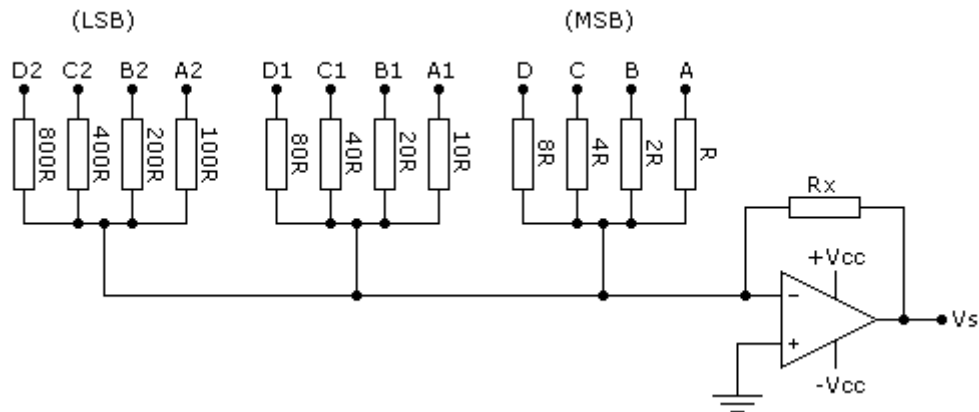 (LSB) (MSB)
D2 C2 B2 A2 D1 C1 B1 A1 D C B A
800R 400R 200R 100R 80R 40R 20R 10R 8R 4R 2R R
Rx
+Vcc
-
+
Vs
-Vcc